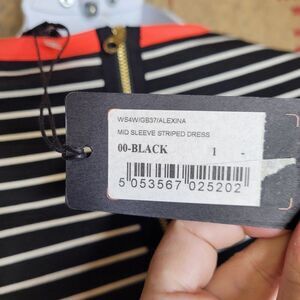 WS4W/GB37/ALEXINA
MID SLEEVE STRIPED DRESS
00-BLACK 1 -
5 053567 025202